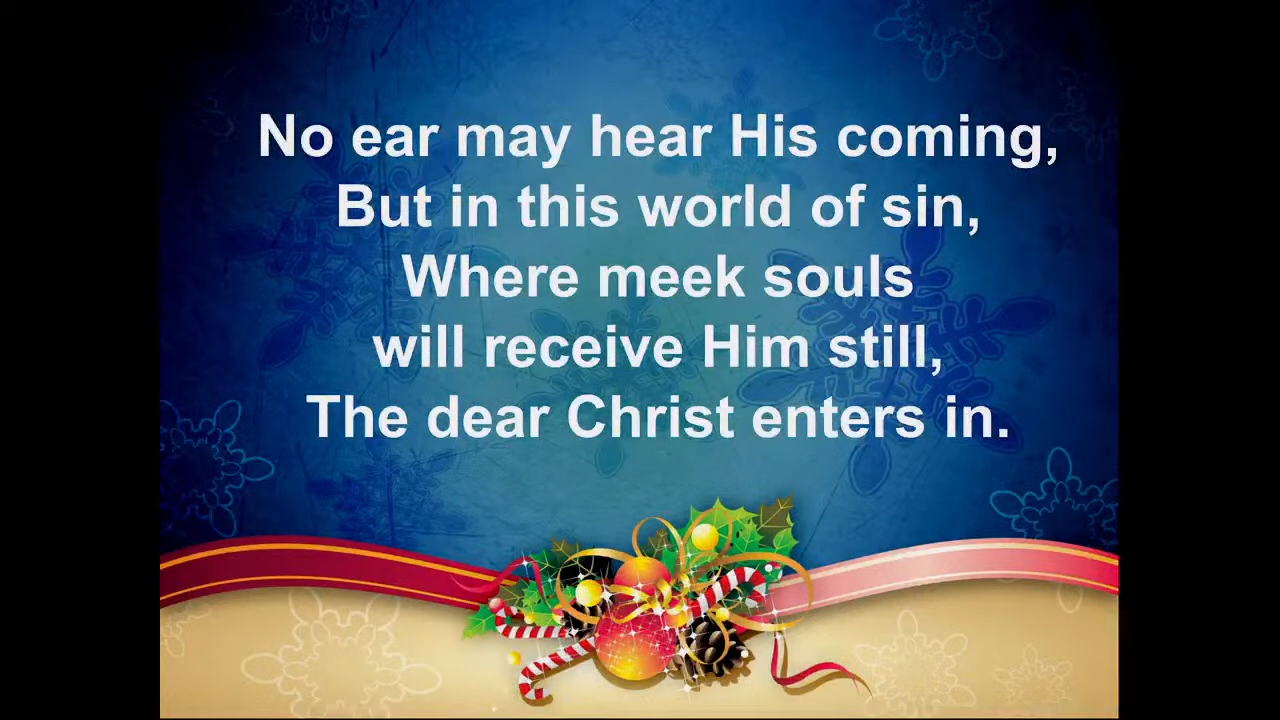 No ear may hear His coming,
But in this world of sin,
Where meek souls
will receive Him still,
The dear Christ enters in.